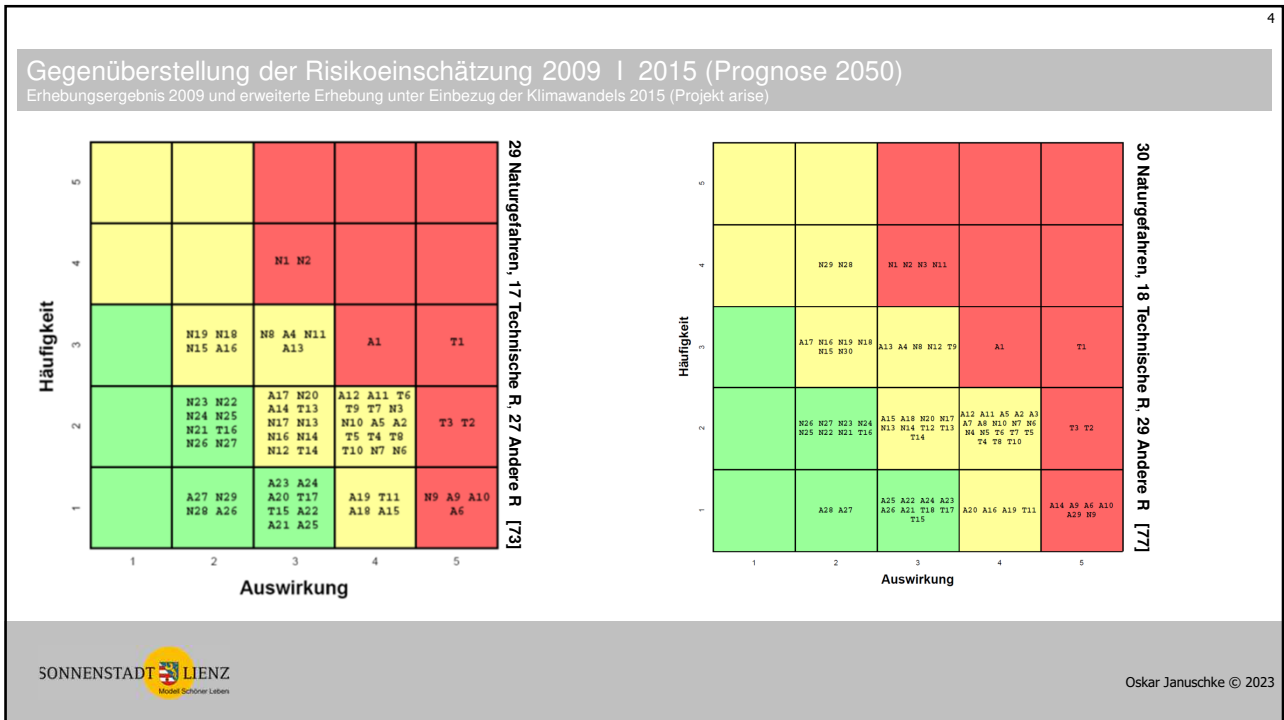 4
Gegenüberstellung der Risikoeinschätzung 2009 I 2015 (Prognose 2050)
Erhebungsergebnis 2009 und erweiterte Erhebung unter Einbezug der Klimawandels 2015 (Projekt arise)
Häufigkeit
5
4
N1 N2
3
N19 N18
N15 A16
N8 A4 N11
A13
A1
T1
2
N23 N22
N24 N25
N21 T16
N26 N27
A17 N20
A14 T13
N17 N13
N16 N14
N12 T14
A12 A11 T6
T9 T7 N3
N10 A5 A2
T5 T4 T8
T10 N7 N6
T3 T2
1
A27 N29
N28 A26
A23 A24
A20 T17
T15 A22
A21 A25
A19 T11
A18 A15
N9 A9 A10
A6
1 2 3 4 5
Auswirkung
29 Naturgefahren, 17 Technische R, 27 Andere R [73]
Häufigkeit
5
4
N29 N28
N1 N2 N3 N11
3
A17 N16 N19 N18
N15 N30
A13 A4 N8 N12 T9
A1
T1
2
N26 N27 N23 N24
N25 N22 N21 T16
A15 A18 N20 N17
N13 N14 T12 T13
T14
A12 A11 A5 A2 A3
A7 A8 N10 N7 N6
N4 N5 T6 T7 T5
T4 T8 T10
T3 T2
1
A28 A27
A25 A22 A24 A23
A26 A21 T18 T17
T15
A20 A16 A19 T11
A14 A9 A6 A10
A29 N9
1 2 3 4 5
Auswirkung
30 Naturgefahren, 18 Technische R, 29 Andere R [77]
SONNENSTADT LIENZ
Modell Schöner Leben
Oskar Januschke © 2023